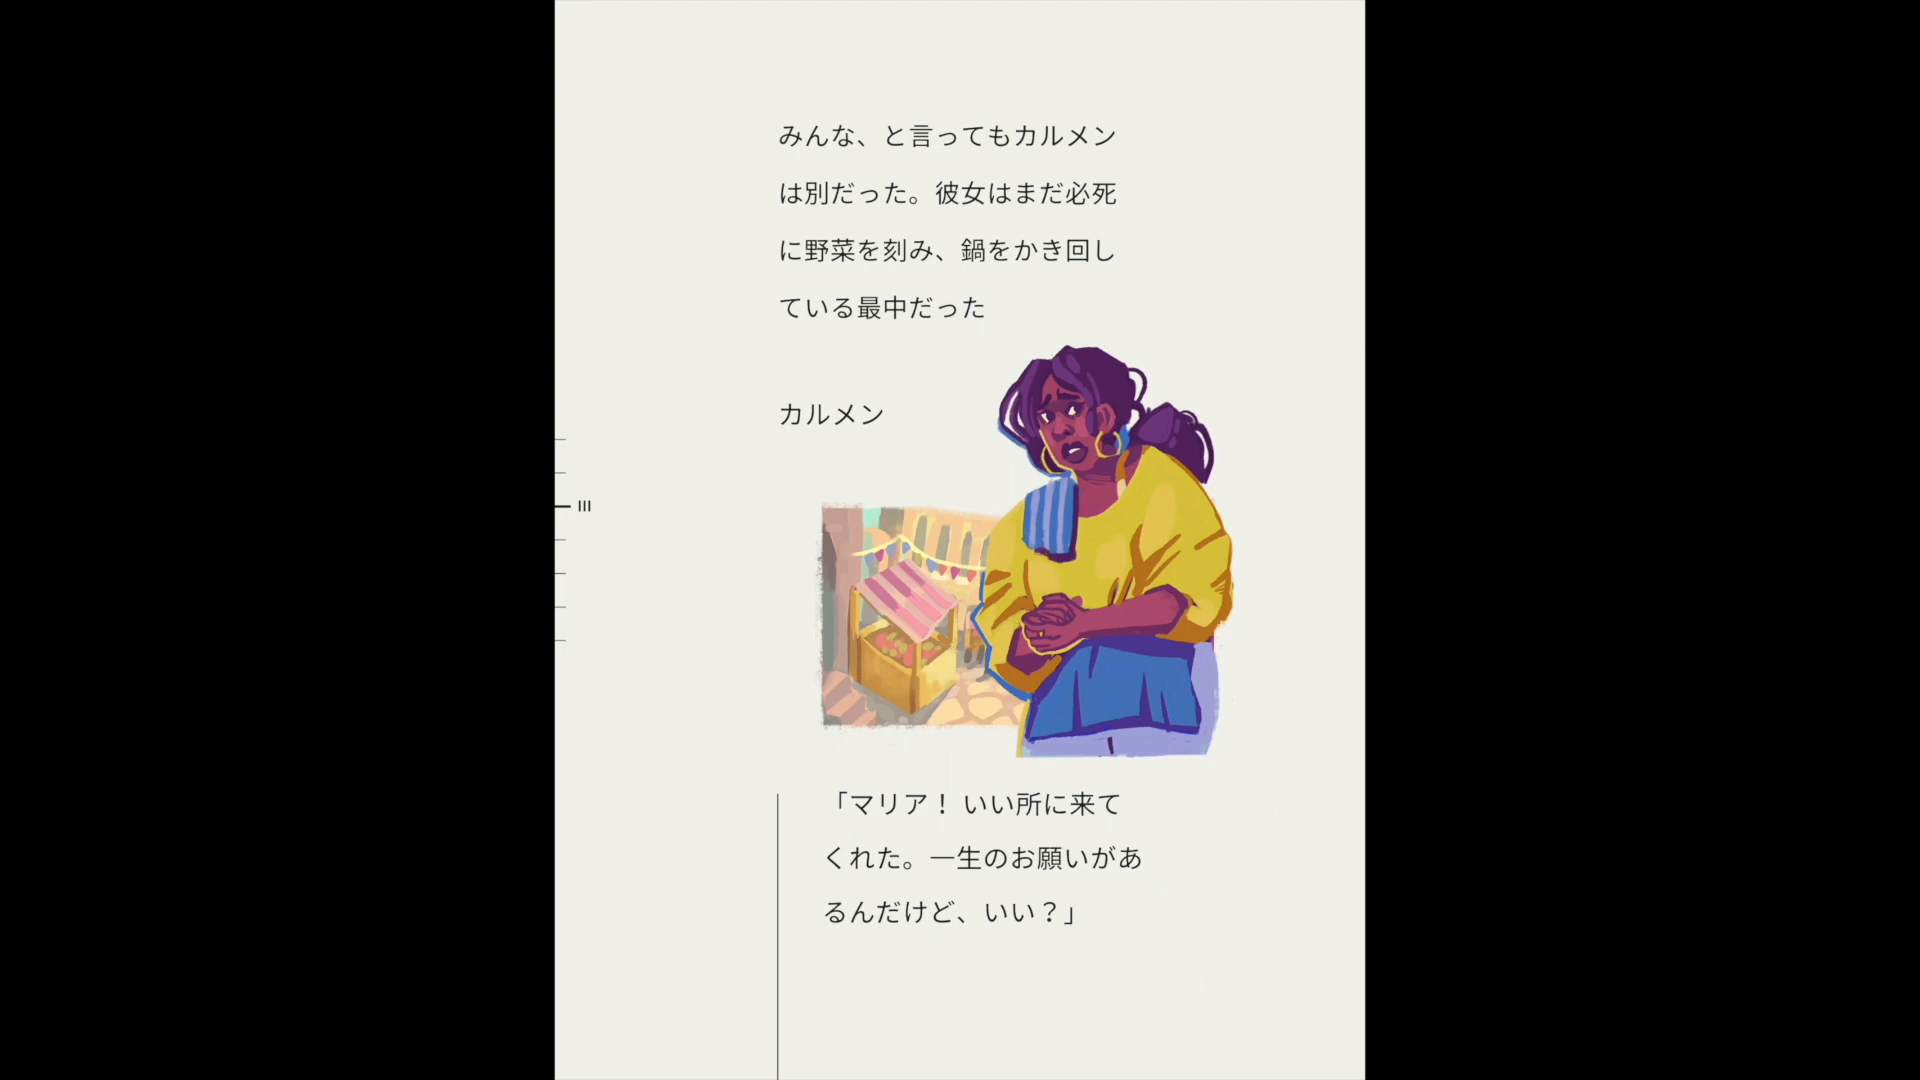 みんな、と言ってもカルメン
は別だった。彼女はまだ必死
に野菜を刻み、鍋をかき回し
ている最中だった
カルメン
III
「マリア！ いい所に来て
くれた。一生のお願いがあ
るんだけど、いい？」